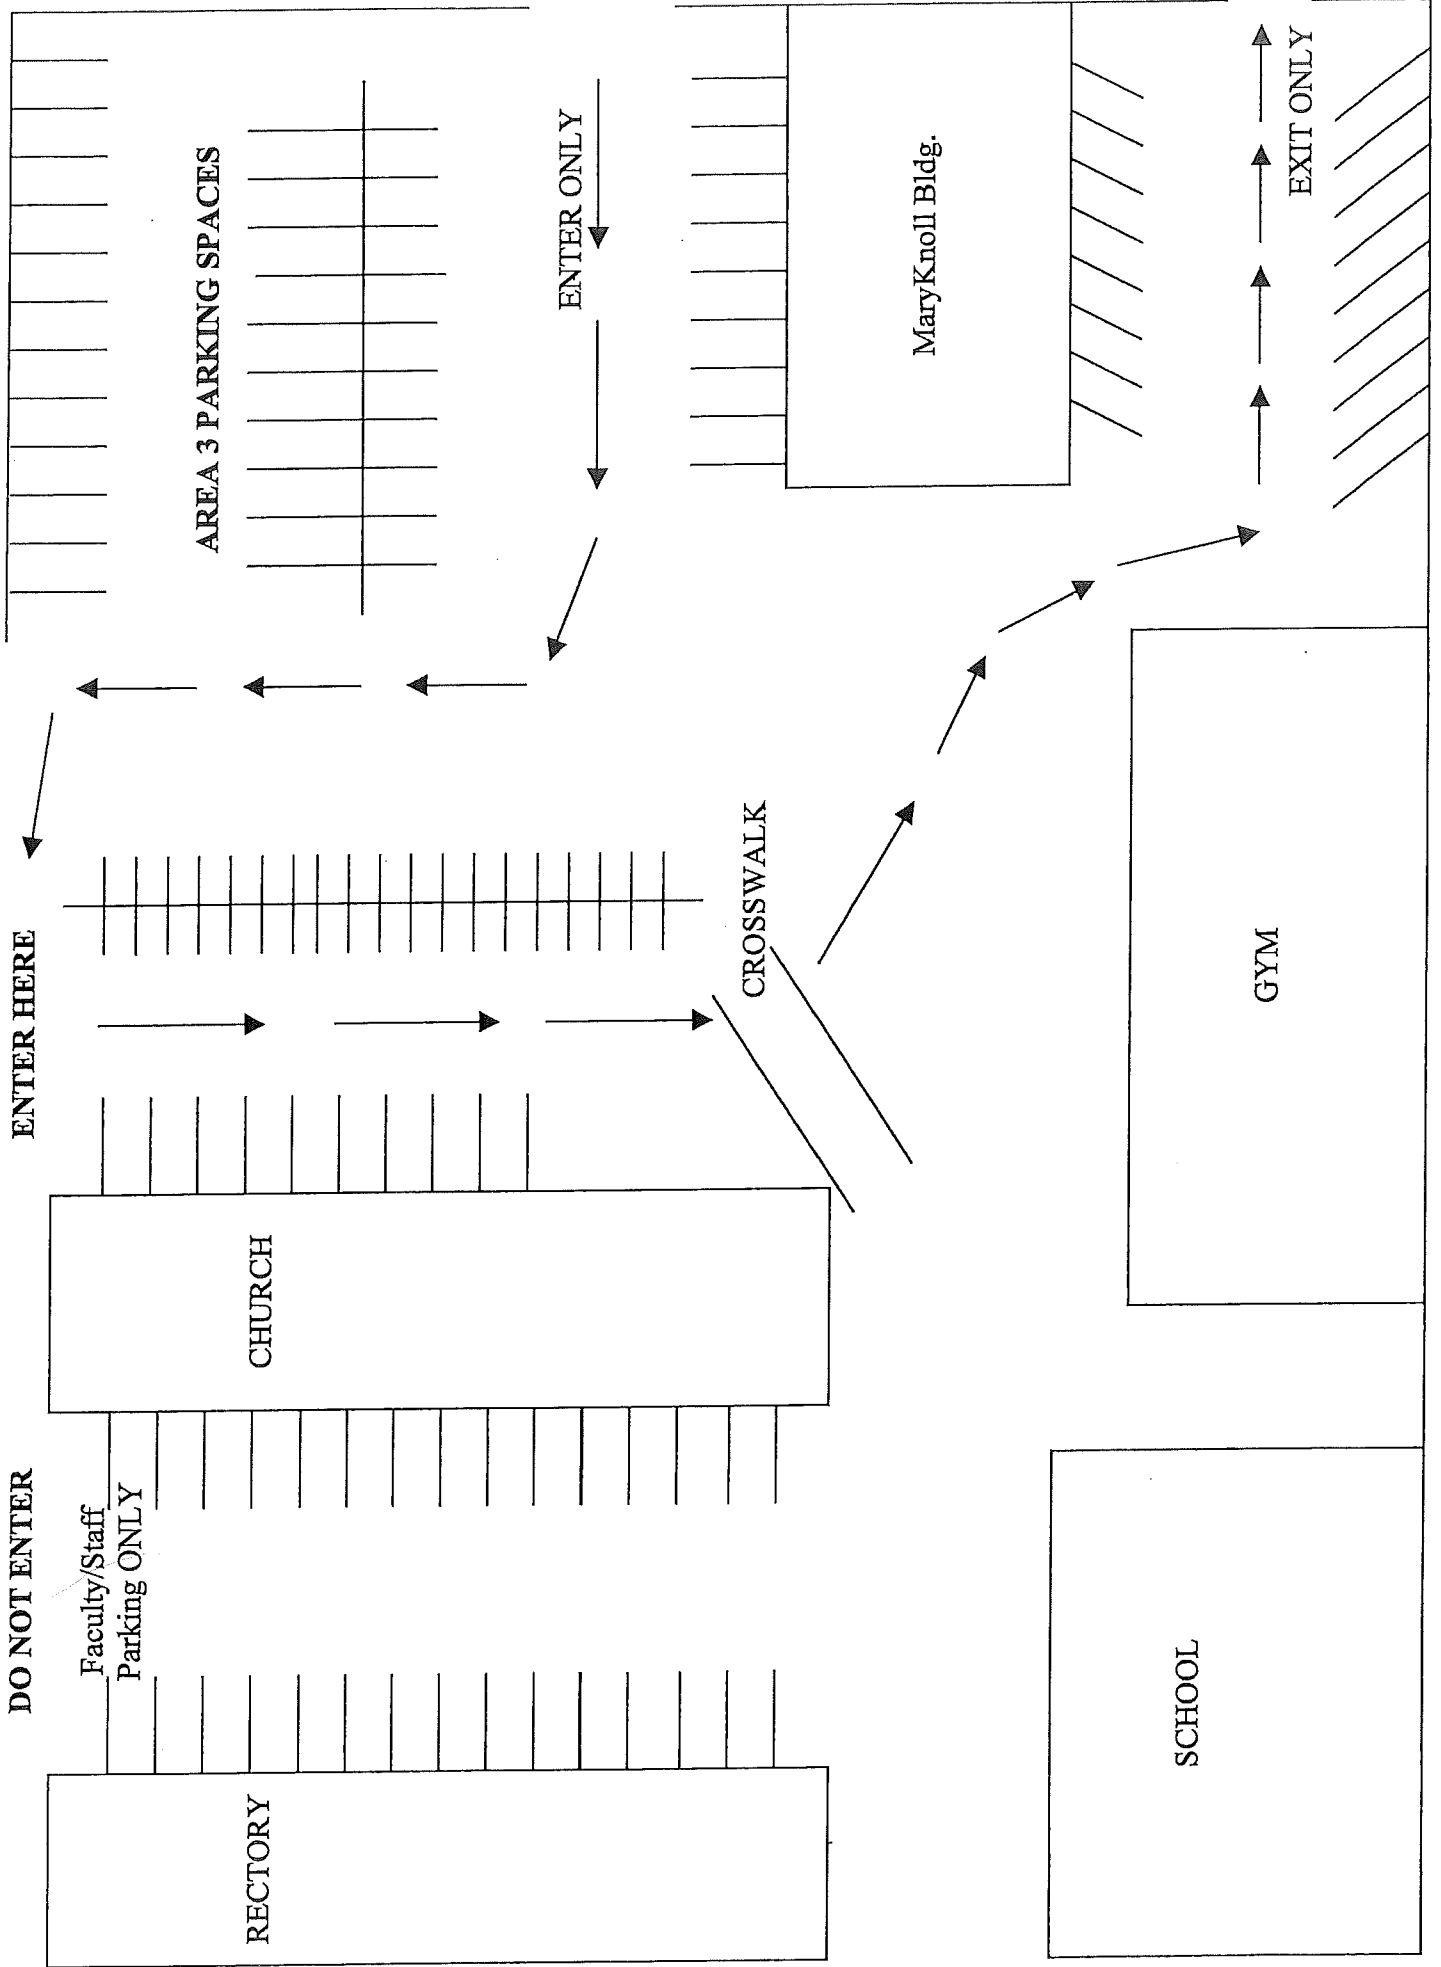 DO NOT ENTER
ENTER HERE
Faculty/Staff
Parking ONLY
AREA 3 PARKING SPACES
RECTORY
CHURCH
ENTER ONLY
CROSSWALK
MaryKnoll Bldg.
SCHOOL
GYM
EXIT ONLY